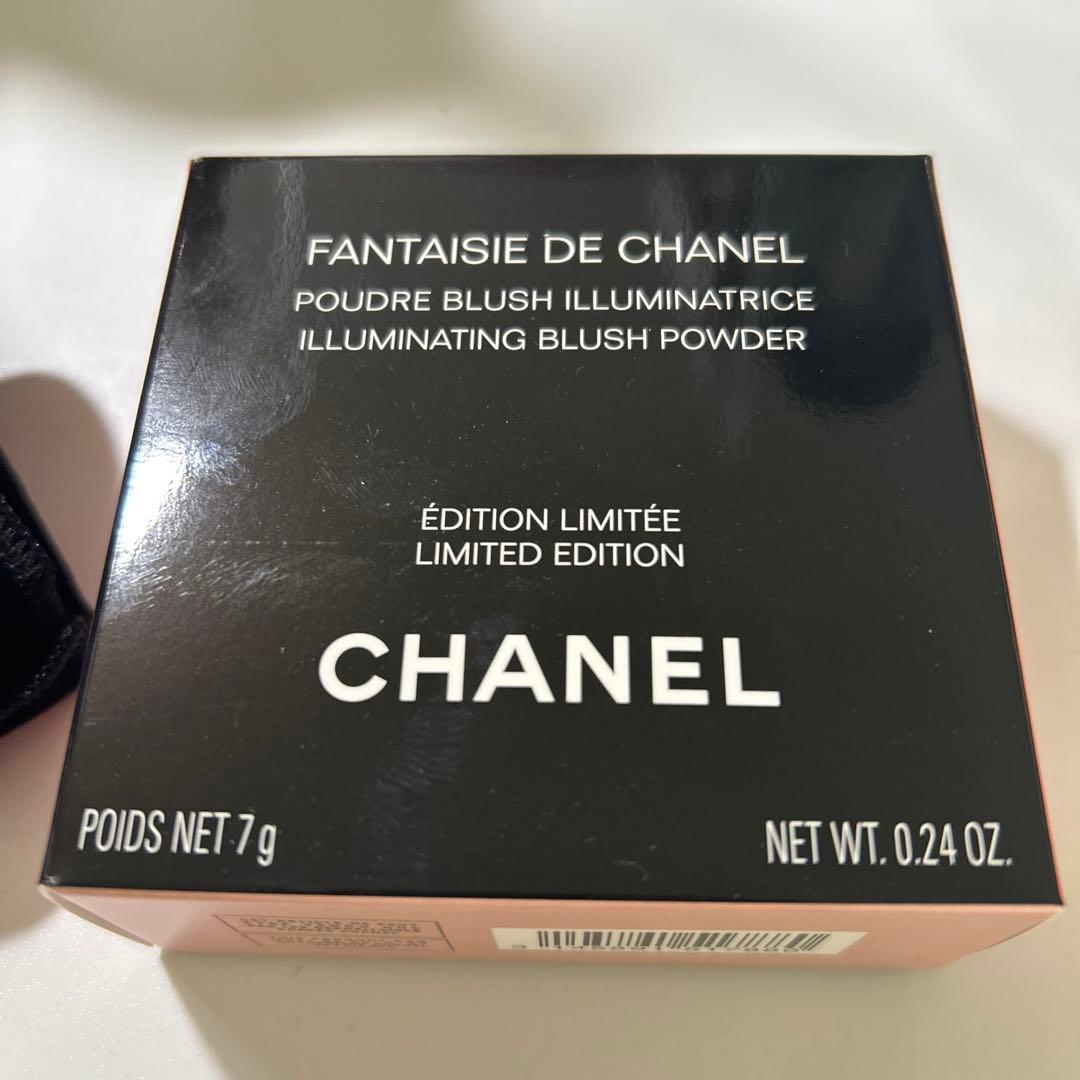 FANTAISIE DE CHANEL
POUDRE BLUSH ILLUMINATRICE
ILLUMINATING BLUSH POWDER
ÉDITION LIMITÉE
LIMITED EDITION
CHANEL
POIDS NET 7 g
NET WT. 0.24 OZ.